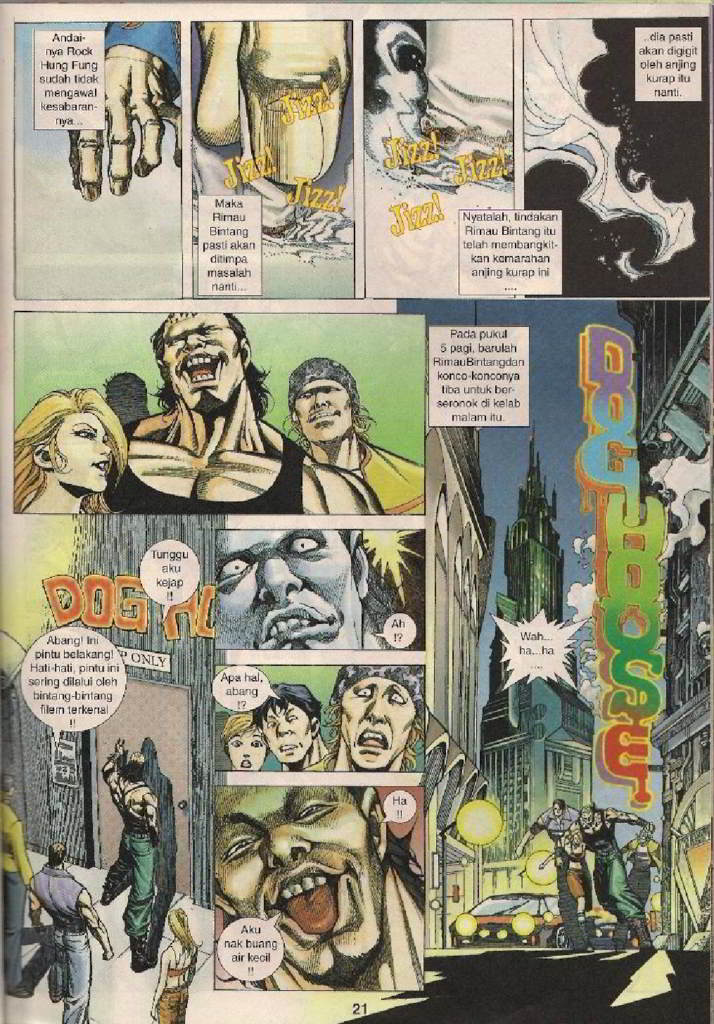 Andai-
nya Rock
Hung Fung
sudah tidak
mengawal
kesabaran-
nya...
Jizz!
Jizz!
Jizz!
Maka
Rimau
Bintang
pasti akan
ditimpa
masalah
nanti...
Jizz!
Jizz!
Jizz!
Nyatalah, tindakan
Rimau Bintang itu
telah membangkit-
kan kemarahan
anjing kurap ini
....
..dia pasti
akan digigit
oleh anjing
kurap itu
nanti.
Pada pukul
5 pagi, barulah
RimauBintangdan
konco-konconya
tiba untuk ber-
seronok di kelab
malam itu.
DOG HOUSE
Wah...
ha...ha
....
Tunggu
aku
kejap
!!
DOG HO
P ONLY
Abang! Ini
pintu belakang!
Hati-hati, pintu ini
sering dilalui oleh
bintang-bintang
filem terkenal
!!
Ah
!?
Apa hal,
abang
!?
Ha
!!
Aku
nak buang
air kecil
!!
21